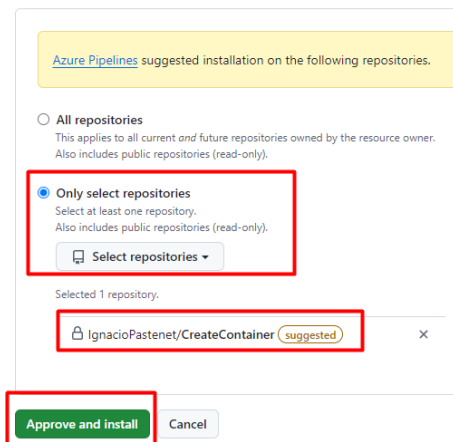 Azure Pipelines suggested installation on the following repositories.
All repositories
This applies to all current and future repositories owned by the resource owner.
Also includes public repositories (read-only).
Only select repositories
Select at least one repository.
Also includes public repositories (read-only).
Select repositories
Selected 1 repository.
IgnacioPastenet/CreateContainer suggested
Approve and install Cancel